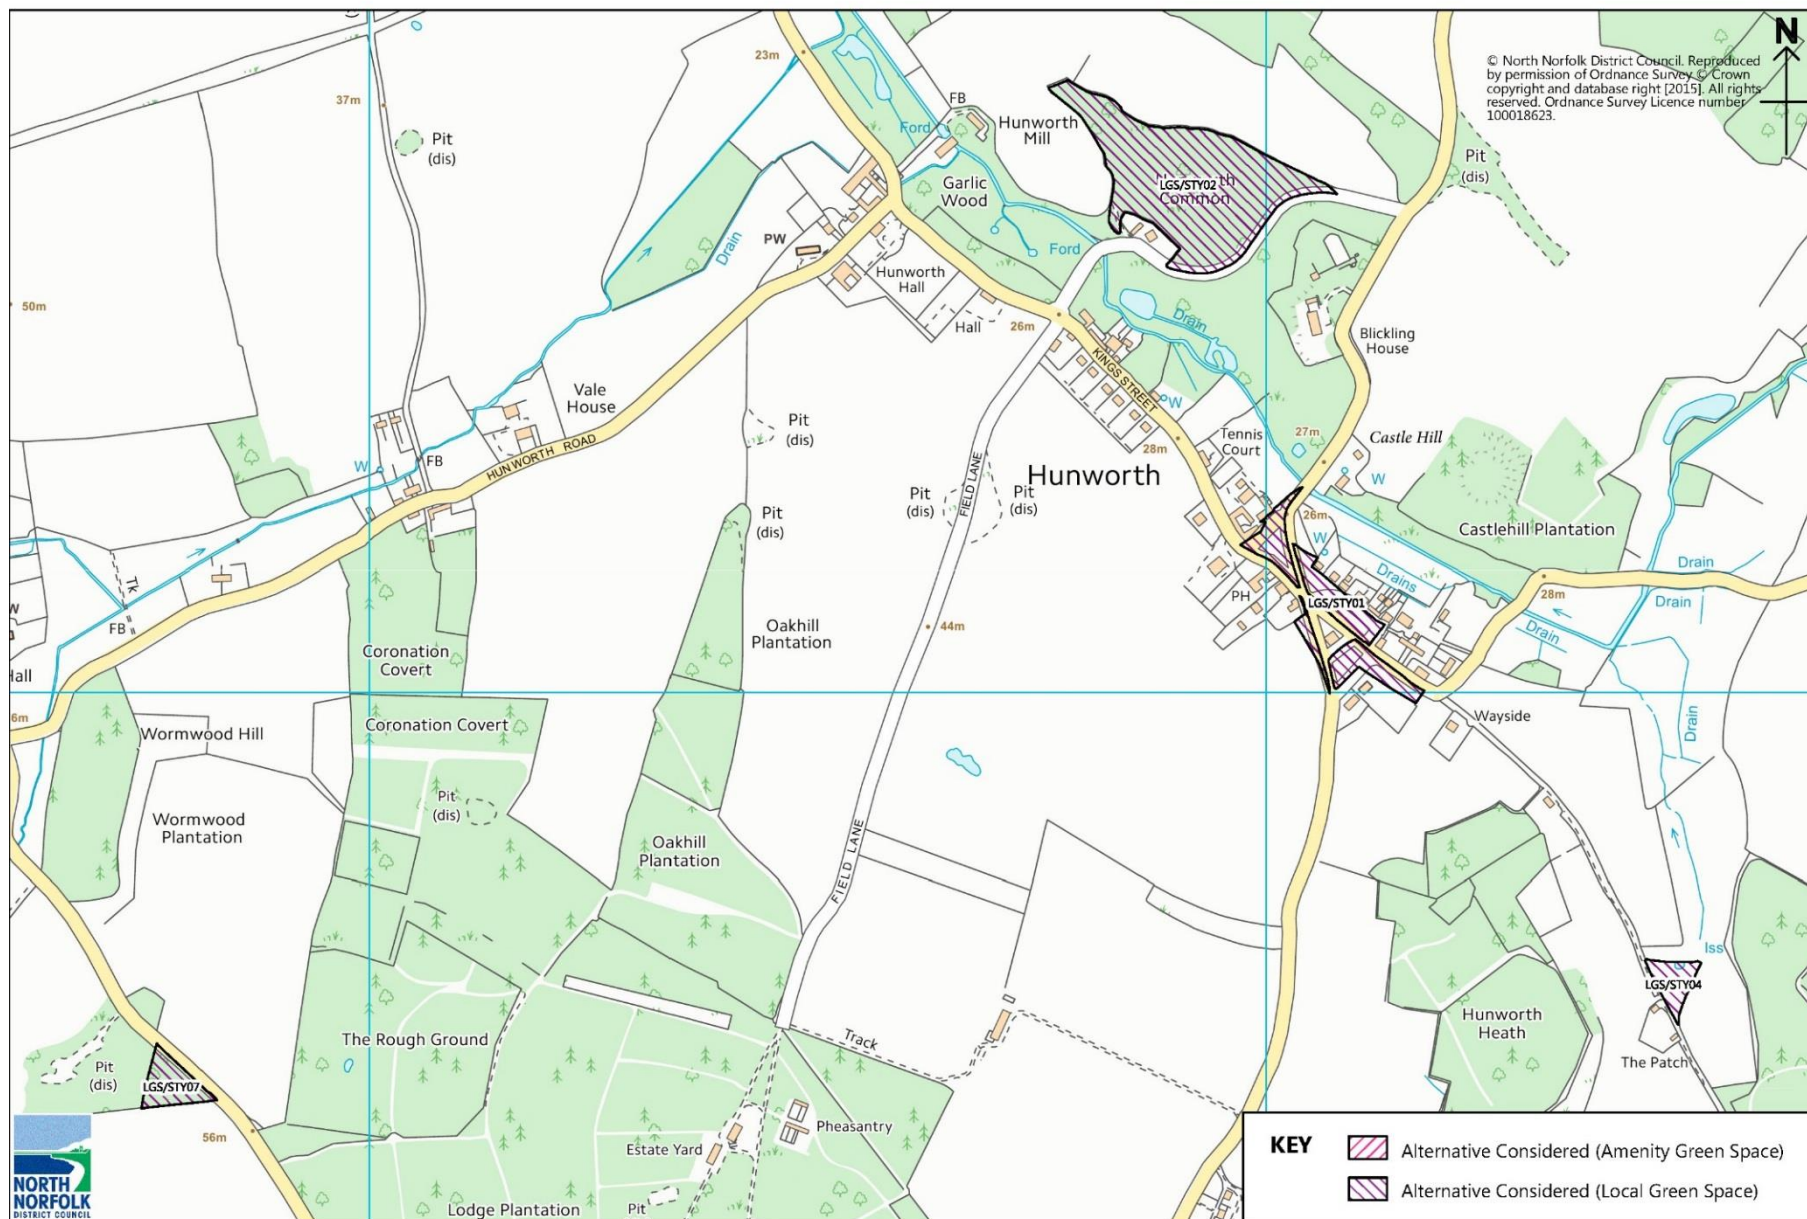 N
© North Norfolk District Council. Reproduced
by permission of Ordnance Survey © Crown
copyright and database right [2015]. All rights
reserved. Ordnance Survey Licence number
100018623.
23m
37m
FB
Ford
Hunworth
Mill
Pit
(dis)
Pit
(dis)
Garlic
Wood
LGS/STY02
Common
Drain
PW
Ford
Hunworth
Hall
50m
Hall
26m
Drain
Blickling
House
KINGS STREET
Vale
House
W
Pit
(dis)
Tennis
Court
27m
Castle Hill
28m
HUNWORTH ROAD
W
FB
Hunworth
W
FIELD LANE
Pit
(dis)
Pit
(dis)
Pit
(dis)
26m
Castlehill Plantation
W
Drains
Drain
Tk
PH
LGS/STY01
28m
Drain
W
FB
44m
Oakhill
Plantation
Drain
Coronation
Covert
Hall
6m
Wormwood Hill
Coronation Covert
Wayside
Drain
Pit
(dis)
Wormwood
Plantation
Oakhill
Plantation
FIELD LANE
Iss
LGS/STY04
Hunworth
Heath
The Rough Ground
Track
Pit
(dis)
LGS/STY07
The Patch
56m
Pheasantry
Estate Yard
Lodge Plantation
Pit
NORTH
NORFOLK
DISTRICT COUNCIL
KEY
Alternative Considered (Amenity Green Space)
Alternative Considered (Local Green Space)